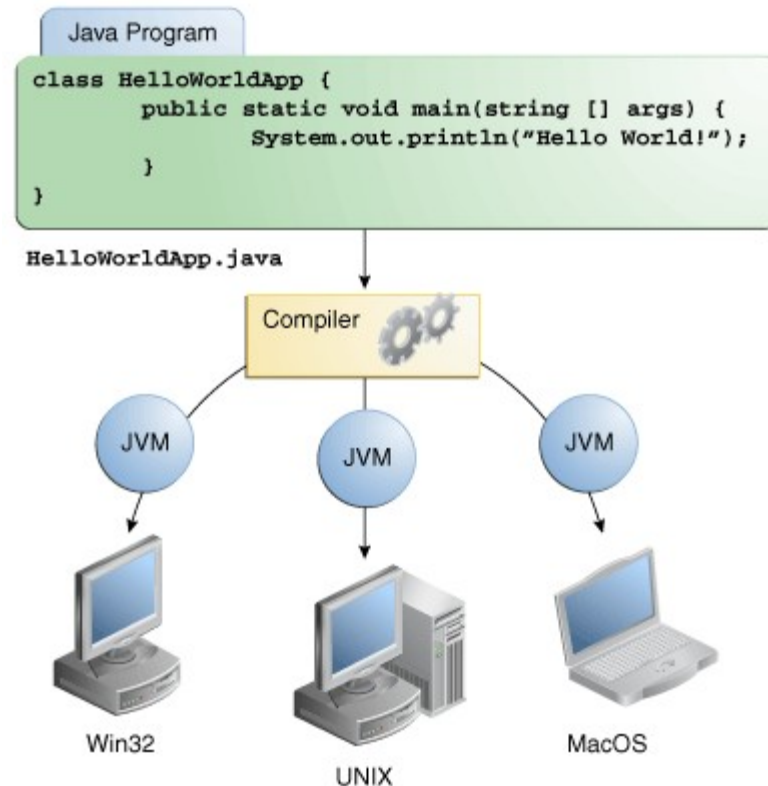 Java Program
class HelloWorldApp {
        public static void main(string [] args) {
                System.out.println(”Hello World!”);
        }
}
HelloWorldApp.java
Compiler
JVM
JVM
JVM
Win32
UNIX
MacOS